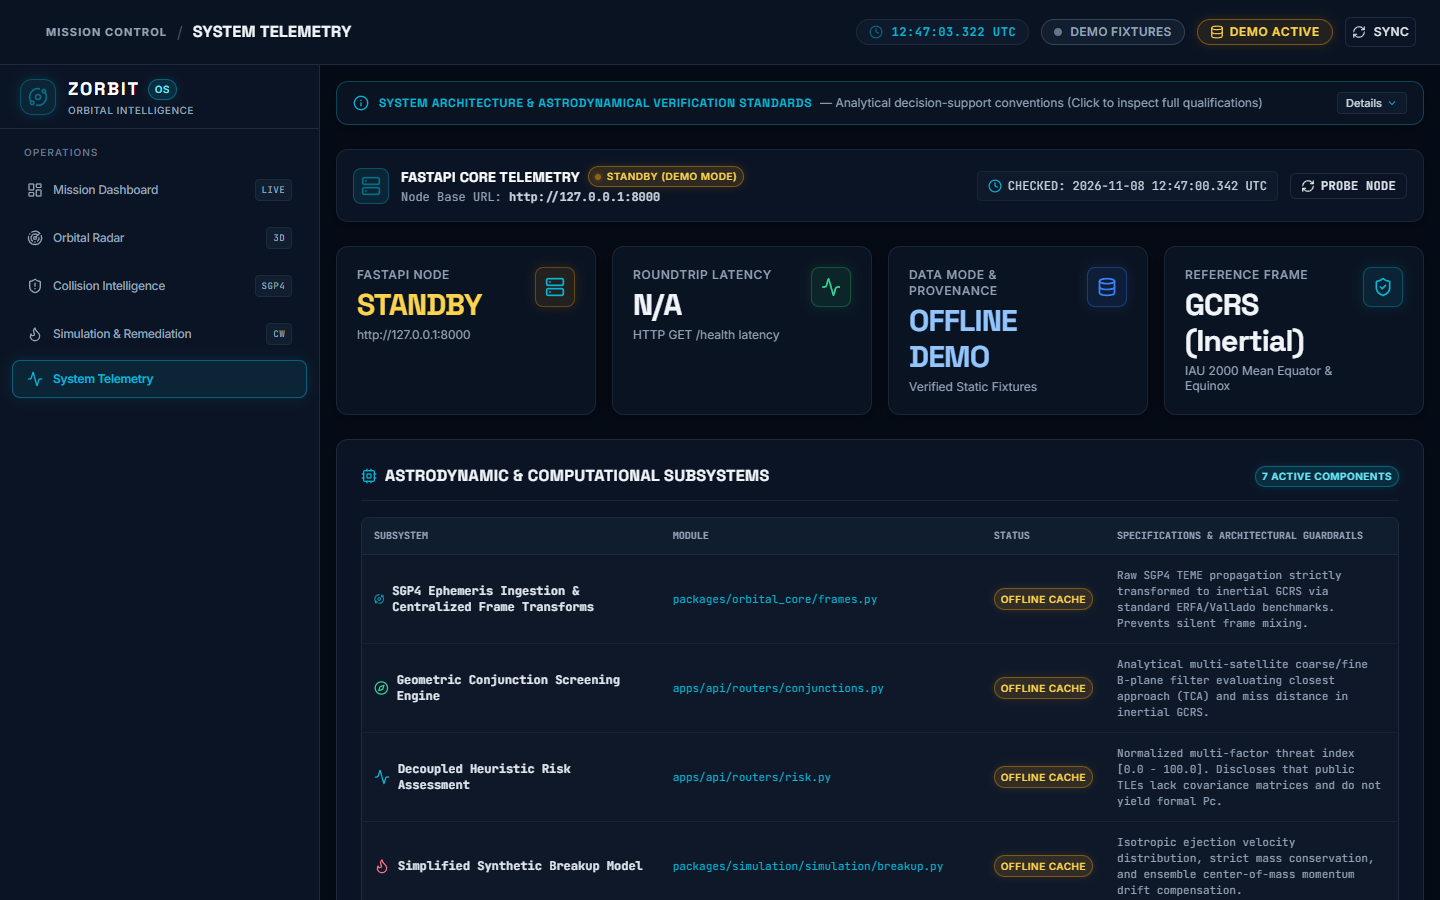 MISSION CONTROL / SYSTEM TELEMETRY
12:47:03.322 UTC
DEMO FIXTURES
DEMO ACTIVE
SYNC
ZORBIT OS
ORBITAL INTELLIGENCE
OPERATIONS
Mission Dashboard LIVE
Orbital Radar 3D
Collision Intelligence SGP4
Simulation & Remediation CW
System Telemetry
SYSTEM ARCHITECTURE & ASTRODYNAMICAL VERIFICATION STANDARDS — Analytical decision-support conventions (Click to inspect full qualifications)
Details
FASTAPI CORE TELEMETRY STANDBY (DEMO MODE)
Node Base URL: http://127.0.0.1:8000
CHECKED: 2026-11-08 12:47:00.342 UTC
PROBE NODE
FASTAPI NODE
STANDBY
http://127.0.0.1:8000
ROUNDTRIP LATENCY
N/A
HTTP GET /health latency
DATA MODE &
PROVENANCE
OFFLINE
DEMO
Verified Static Fixtures
REFERENCE FRAME
GCRS
(Inertial)
IAU 2000 Mean Equator &
Equinox
ASTRODYNAMIC & COMPUTATIONAL SUBSYSTEMS
7 ACTIVE COMPONENTS
SUBSYSTEM MODULE STATUS SPECIFICATIONS & ARCHITECTURAL GUARDRAILS
SGP4 Ephemeris Ingestion &
Centralized Frame Transforms
packages/orbital_core/frames.py
OFFLINE CACHE
Raw SGP4 TEME propagation strictly
transformed to inertial GCRS via
standard ERFA/Vallado benchmarks.
Prevents silent frame mixing.
Geometric Conjunction Screening
Engine
apps/api/routers/conjunctions.py
OFFLINE CACHE
Analytical multi-satellite coarse/fine
B-plane filter evaluating closest
approach (TCA) and miss distance in
inertial GCRS.
Decoupled Heuristic Risk
Assessment
apps/api/routers/risk.py
OFFLINE CACHE
Normalized multi-factor threat index
[0.0 - 100.0]. Discloses that public
TLEs lack covariance matrices and do not
yield formal Pc.
Simplified Synthetic Breakup Model
packages/simulation/simulation/breakup.py
OFFLINE CACHE
Isotropic ejection velocity
distribution, strict mass conservation,
and ensemble center-of-mass momentum
drift compensation.